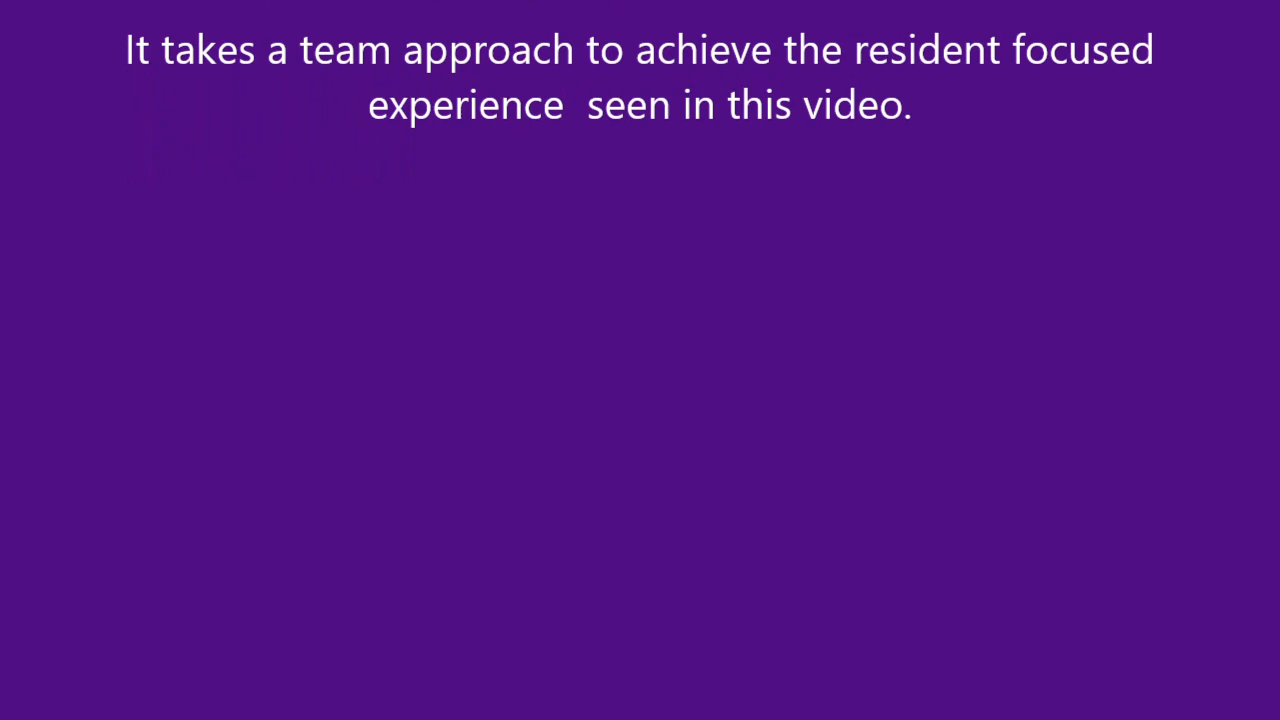 It takes a team approach to achieve the resident focused
experience  seen in this video.